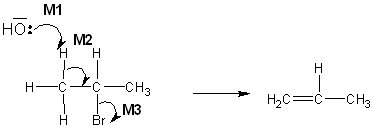 M1
HO:
H M2 H
H C C CH₃
H Br M3
H
H₂C=C CH₃